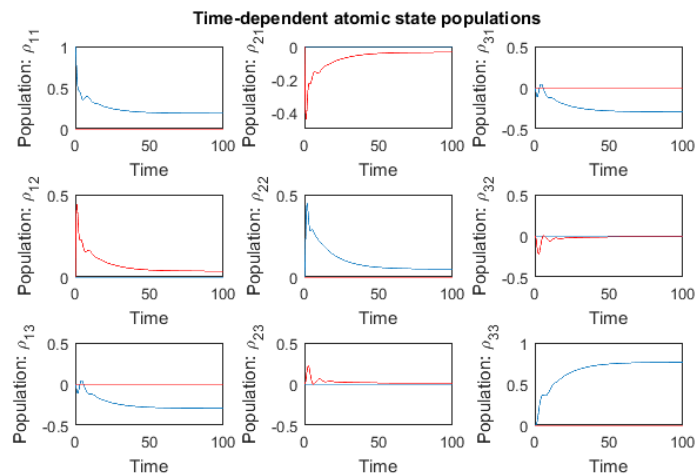 Time-dependent atomic state populations
Population: ρ11
1
0.5
0
0
50
100
Time
Population: ρ21
0
-0.2
-0.4
0
50
100
Time
Population: ρ31
0.5
0
-0.5
0
50
100
Time
Population: ρ12
0.5
0
0
50
100
Time
Population: ρ22
0.5
0
0
50
100
Time
Population: ρ32
0.5
0
-0.5
0
50
100
Time
Population: ρ13
0.5
0
-0.5
0
50
100
Time
Population: ρ23
0.5
0
-0.5
0
50
100
Time
Population: ρ33
1
0.5
0
0
50
100
Time